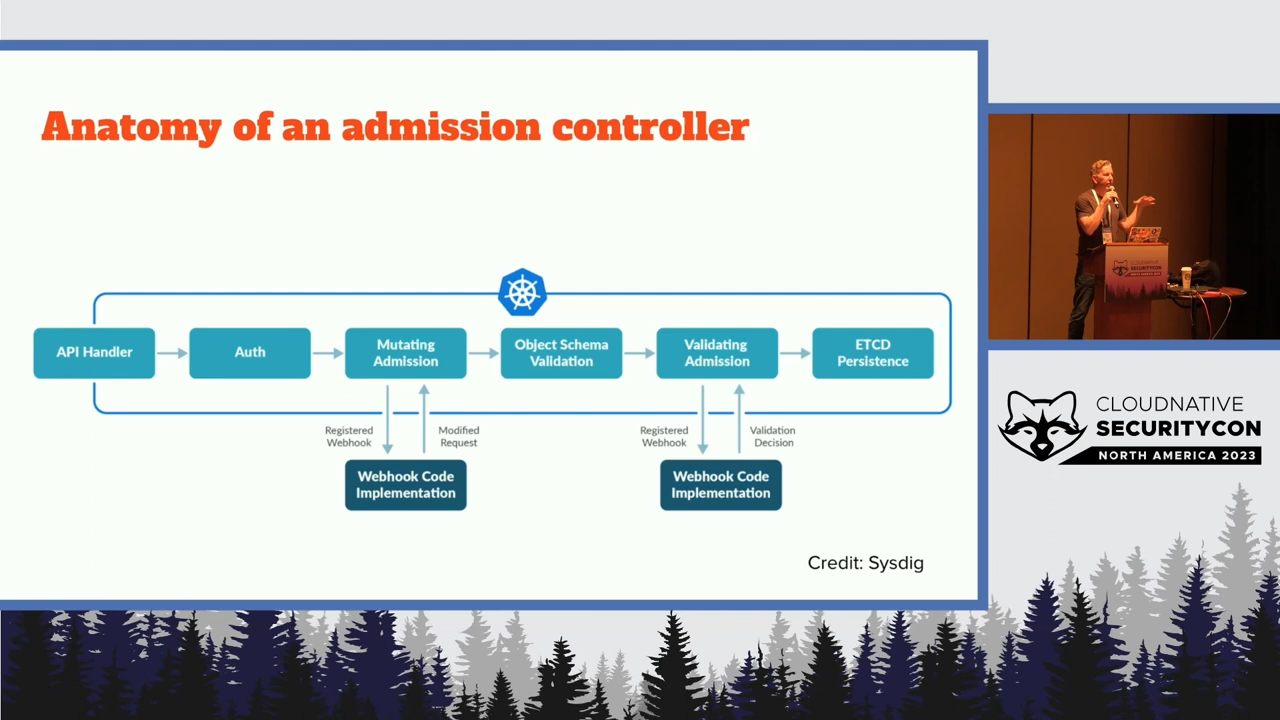 Anatomy of an admission controller
API Handler
Auth
Mutating
Admission
Object Schema
Validation
Validating
Admission
ETCD
Persistence
Registered
Webhook
Modified
Request
Registered
Webhook
Validation
Decision
Webhook Code
Implementation
Webhook Code
Implementation
Credit: Sysdig
CLOUDNATIVE
SECURITYCON
CLOUDNATIVE
SECURITYCON
NORTH AMERICA 2023